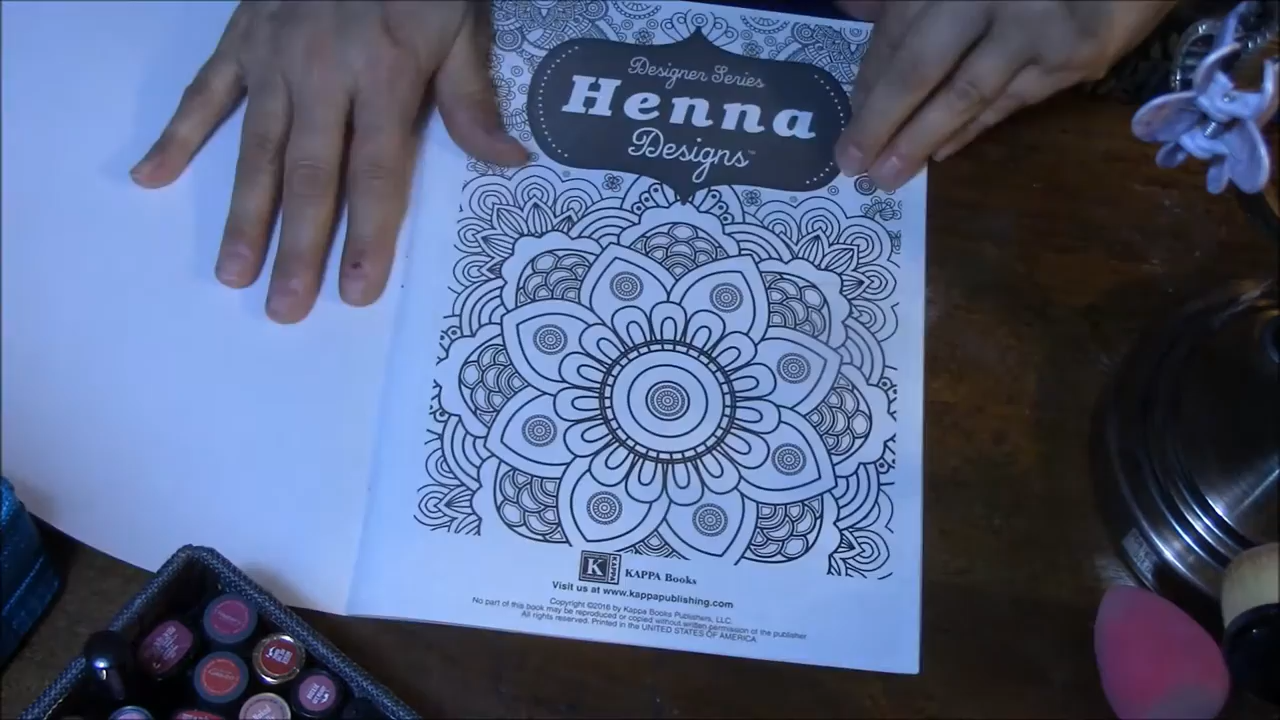 Designer Series
Henna
Designs™
K KAPPA
KAPPA Books
Visit us at www.kappapublishing.com
Copyright ©2016 by Kappa Books Publishers, LLC.
No part of this book may be reproduced or copied without written permission of the publisher
All rights reserved. Printed in the UNITED STATES OF AMERICA